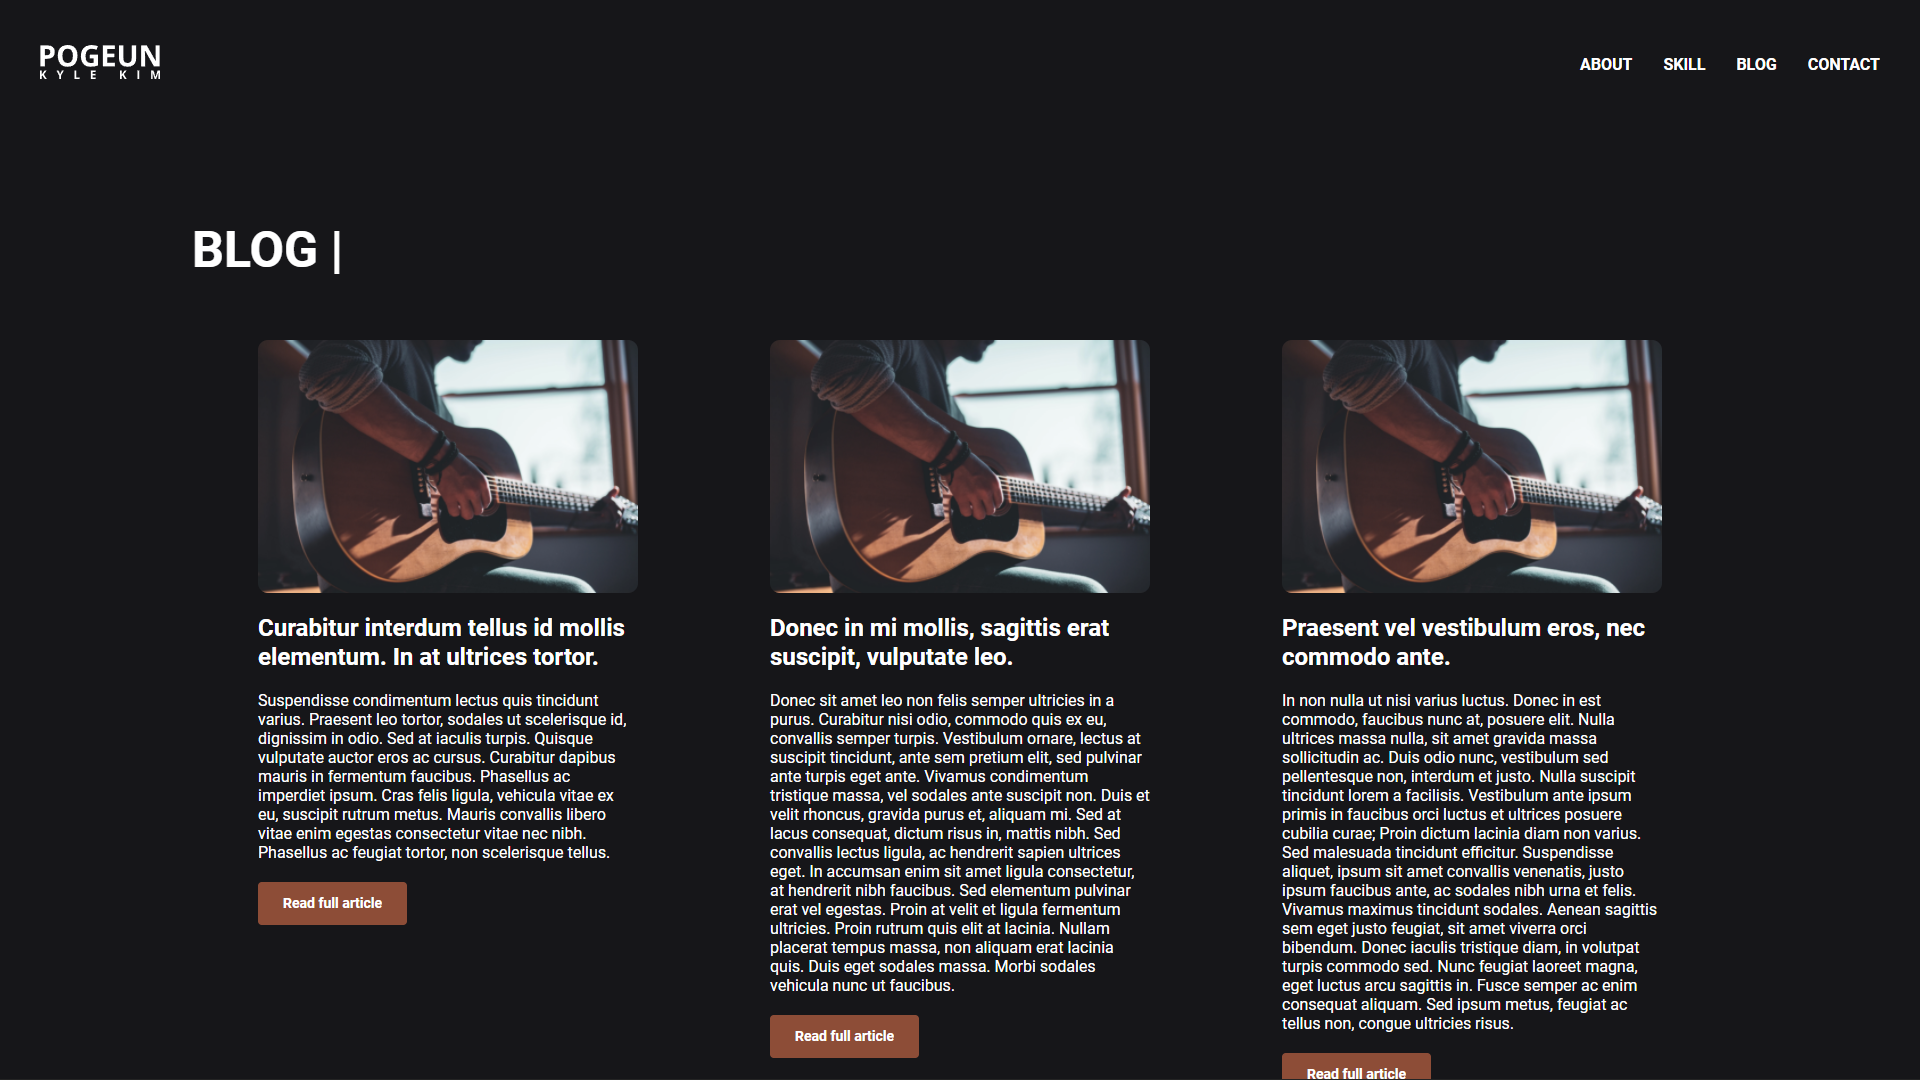 POGEUN
KYLE KIM
ABOUT
SKILL
BLOG
CONTACT
BLOG |
Curabitur interdum tellus id mollis
elementum. In at ultrices tortor.
Suspendisse condimentum lectus quis tincidunt
varius. Praesent leo tortor, sodales ut scelerisque id,
dignissim in odio. Sed at iaculis turpis. Quisque
vulputate auctor eros ac cursus. Curabitur dapibus
mauris in fermentum faucibus. Phasellus ac
imperdiet ipsum. Cras felis ligula, vehicula vitae ex
eu, suscipit rutrum metus. Mauris convallis libero
vitae enim egestas consectetur vitae nec nibh.
Phasellus ac feugiat tortor, non scelerisque tellus.
Read full article
Donec in mi mollis, sagittis erat
suscipit, vulputate leo.
Donec sit amet leo non felis semper ultricies in a
purus. Curabitur nisi odio, commodo quis ex eu,
convallis semper turpis. Vestibulum ornare, lectus at
suscipit tincidunt, ante sem pretium elit, sed pulvinar
ante turpis eget ante. Vivamus condimentum
tristique massa, vel sodales ante suscipit non. Duis et
velit rhoncus, gravida purus et, aliquam mi. Sed at
lacus consequat, dictum risus in, mattis nibh. Sed
convallis lectus ligula, ac hendrerit sapien ultrices
eget. In accumsan enim sit amet ligula consectetur,
at hendrerit nibh faucibus. Sed elementum pulvinar
erat vel egestas. Proin at velit et ligula fermentum
ultricies. Proin rutrum quis elit at lacinia. Nullam
placerat tempus massa, non aliquam erat lacinia
quis. Duis eget sodales massa. Morbi sodales
vehicula nunc ut faucibus.
Read full article
Praesent vel vestibulum eros, nec
commodo ante.
In non nulla ut nisi varius luctus. Donec in est
commodo, faucibus nunc at, posuere elit. Nulla
ultrices massa nulla, sit amet gravida massa
sollicitudin ac. Duis odio nunc, vestibulum sed
pellentesque non, interdum et justo. Nulla suscipit
tincidunt lorem a facilisis. Vestibulum ante ipsum
primis in faucibus orci luctus et ultrices posuere
cubilia curae; Proin dictum lacinia diam non varius.
Sed malesuada tincidunt efficitur. Suspendisse
aliquet, ipsum sit amet convallis venenatis, justo
ipsum faucibus ante, ac sodales nibh urna et felis.
Vivamus maximus tincidunt sodales. Aenean sagittis
sem eget justo feugiat, sit amet viverra orci
bibendum. Donec iaculis tristique diam, in volutpat
turpis commodo sed. Nunc feugiat laoreet magna,
eget luctus arcu sagittis in. Fusce semper ac enim
consequat aliquam. Sed ipsum metus, feugiat ac
tellus non, congue ultricies risus.
Read full article